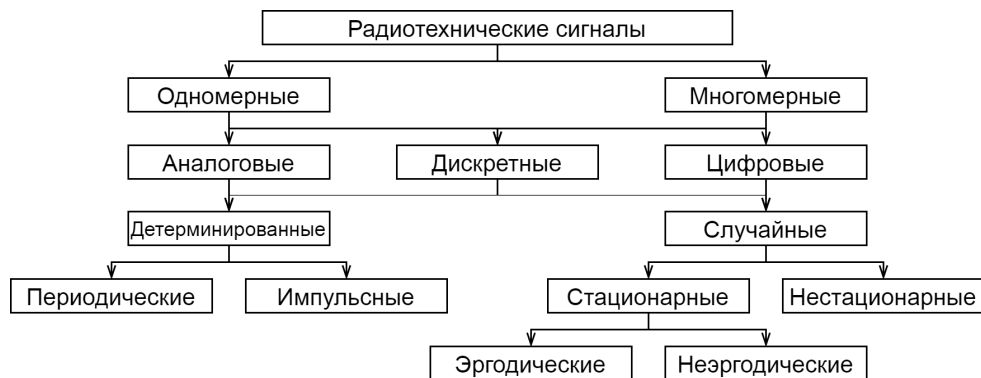 Радиотехнические сигналы
Одномерные
Многомерные
Аналоговые
Дискретные
Цифровые
Детерминированные
Случайные
Периодические
Импульсные
Стационарные
Нестационарные
Эргодические
Неэргодические